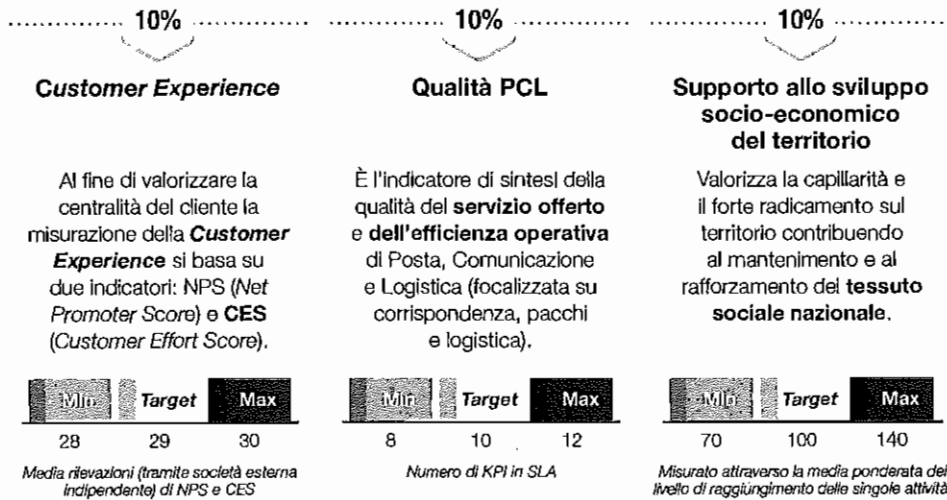 10%
Customer Experience
Al fine di valorizzare la
centralità del cliente la
misurazione della Customer
Experience si basa su
due indicatori: NPS (Net
Promoter Score) e CES
(Customer Effort Score).
Min Target Max
28 29 30
Media rilevazioni (tramite società esterna
indipendente) di NPS e CES
10%
Qualità PCL
È l'indicatore di sintesi della
qualità del servizio offerto
e dell'efficienza operativa
di Posta, Comunicazione
e Logistica (focalizzata su
corrispondenza, pacchi
e logistica).
Min Target Max
8 10 12
Numero di KPI in SLA
10%
Supporto allo sviluppo
socio-economico
del territorio
Valorizza la capillarità e
il forte radicamento sul
territorio contribuendo
al mantenimento e al
rafforzamento del tessuto
sociale nazionale.
Min Target Max
70 100 140
Misurato attraverso la media ponderata del
livello di raggiungimento delle singole attività